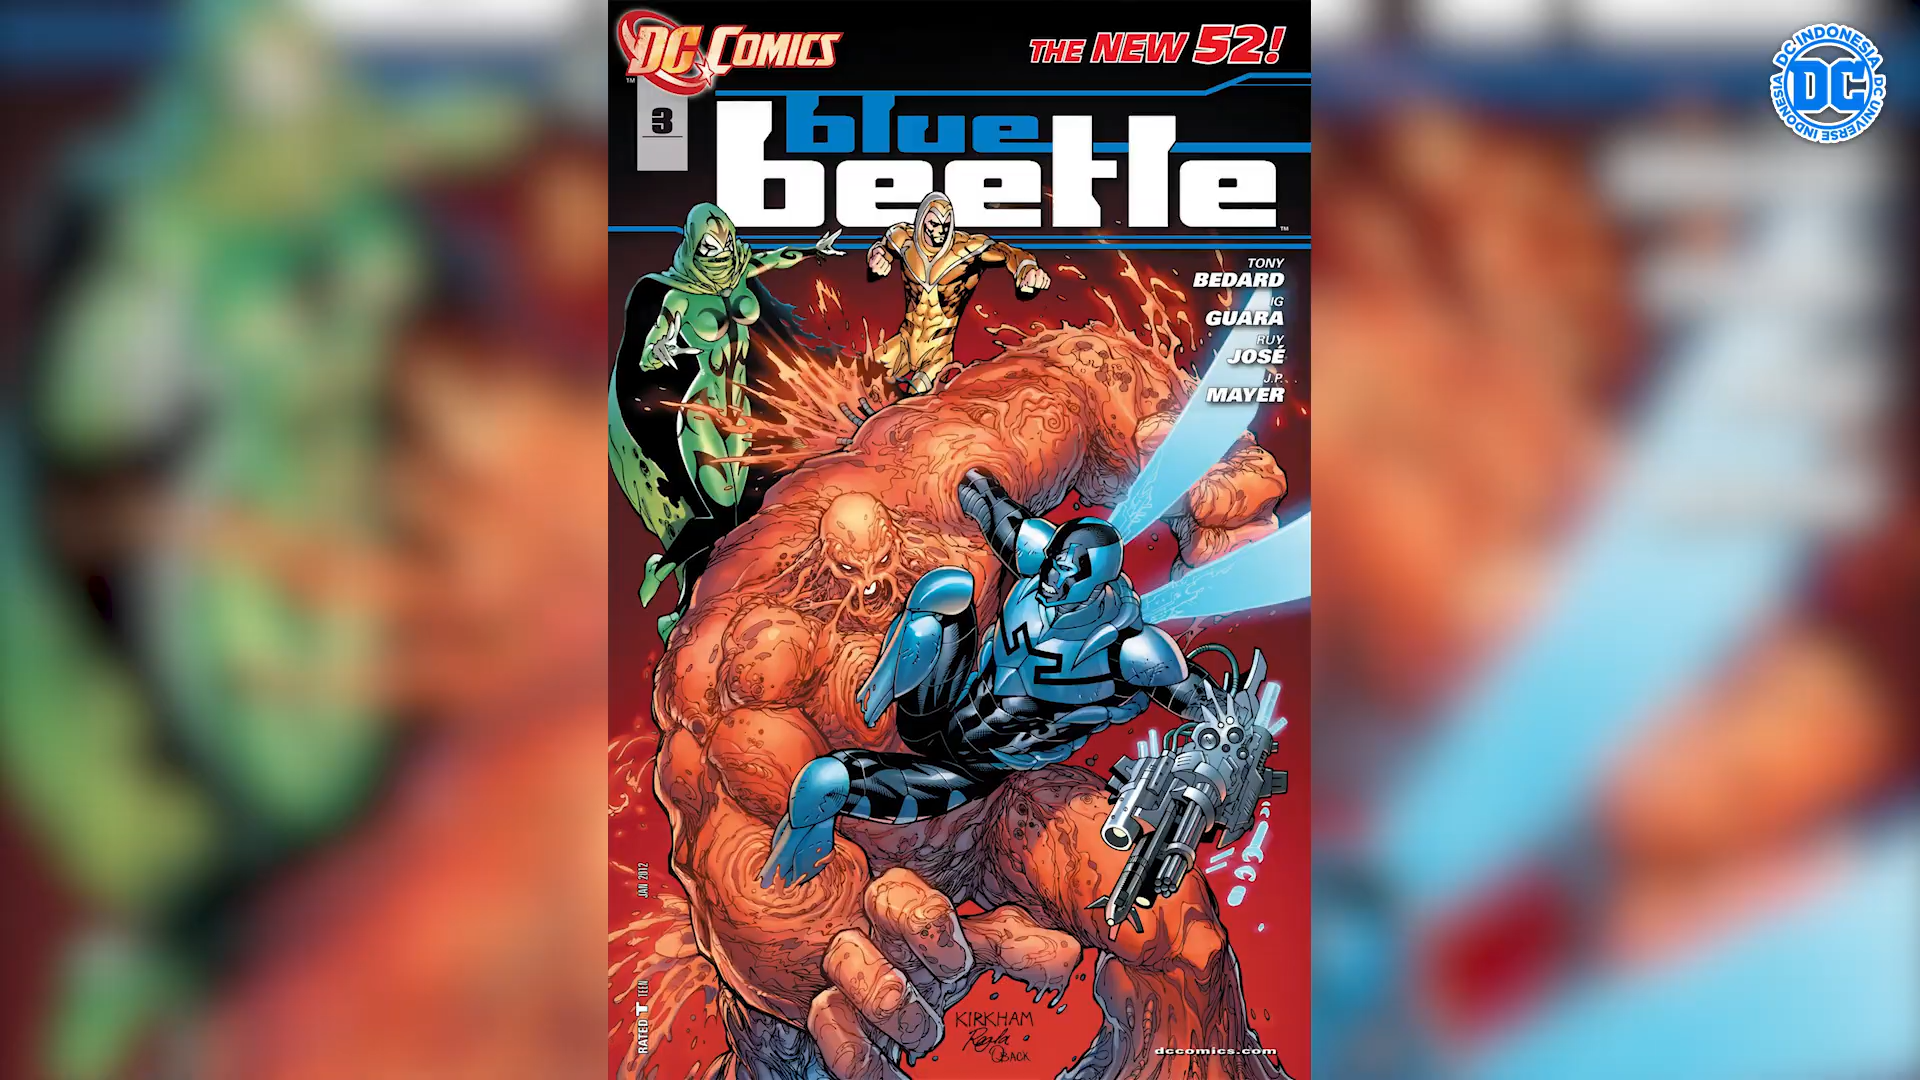 DC COMICS
THE NEW 52!
3
blue
beetle
TONY
BEDARD
IG
GUARA
RUY
JOSÉ
J.P.
MAYER
JAN 2012
RATED T TEEN
KIRKHAM
BACK
dccomics.com
DC INDONESIA
DC
DC UNIVERSE INDONESIA